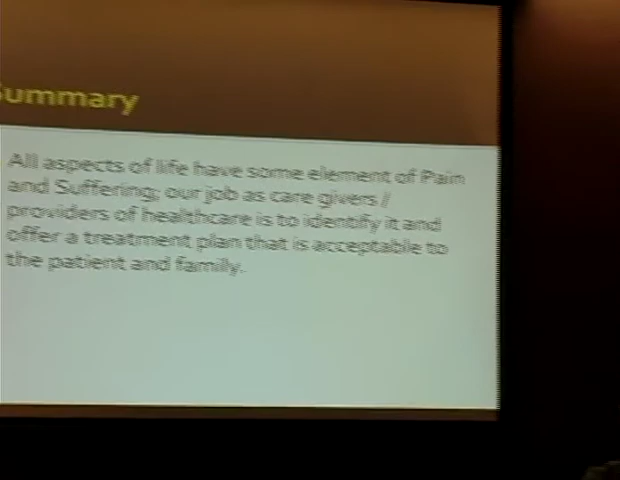 Summary
All aspects of life have some element of Pain
and Suffering; our job as care givers /
providers of healthcare is to identify it and
offer a treatment plan that is acceptable to
the patient and family.